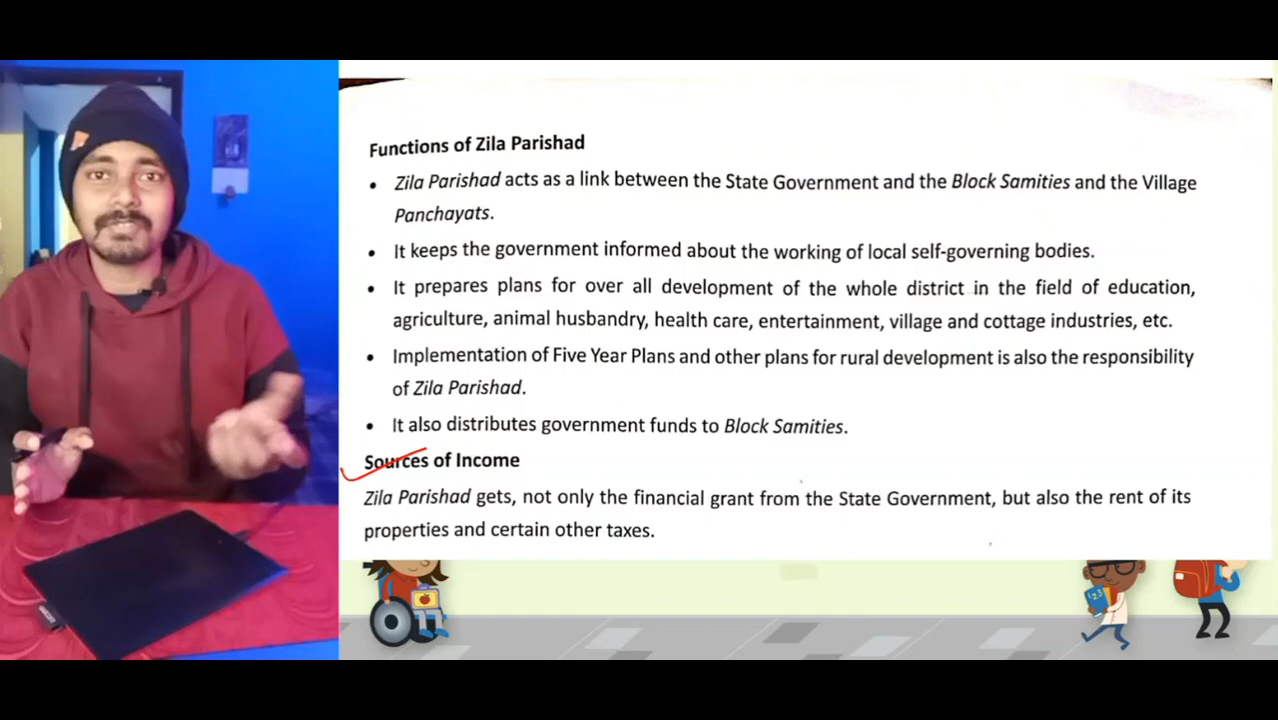 Functions of Zila Parishad
• Zila Parishad acts as a link between the State Government and the Block Samities and the Village
Panchayats.
• It keeps the government informed about the working of local self-governing bodies.
• It prepares plans for over all development of the whole district in the field of education,
agriculture, animal husbandry, health care, entertainment, village and cottage industries, etc.
• Implementation of Five Year Plans and other plans for rural development is also the responsibility
of Zila Parishad.
• It also distributes government funds to Block Samities.
Sources of Income
Zila Parishad gets, not only the financial grant from the State Government, but also the rent of its
properties and certain other taxes.